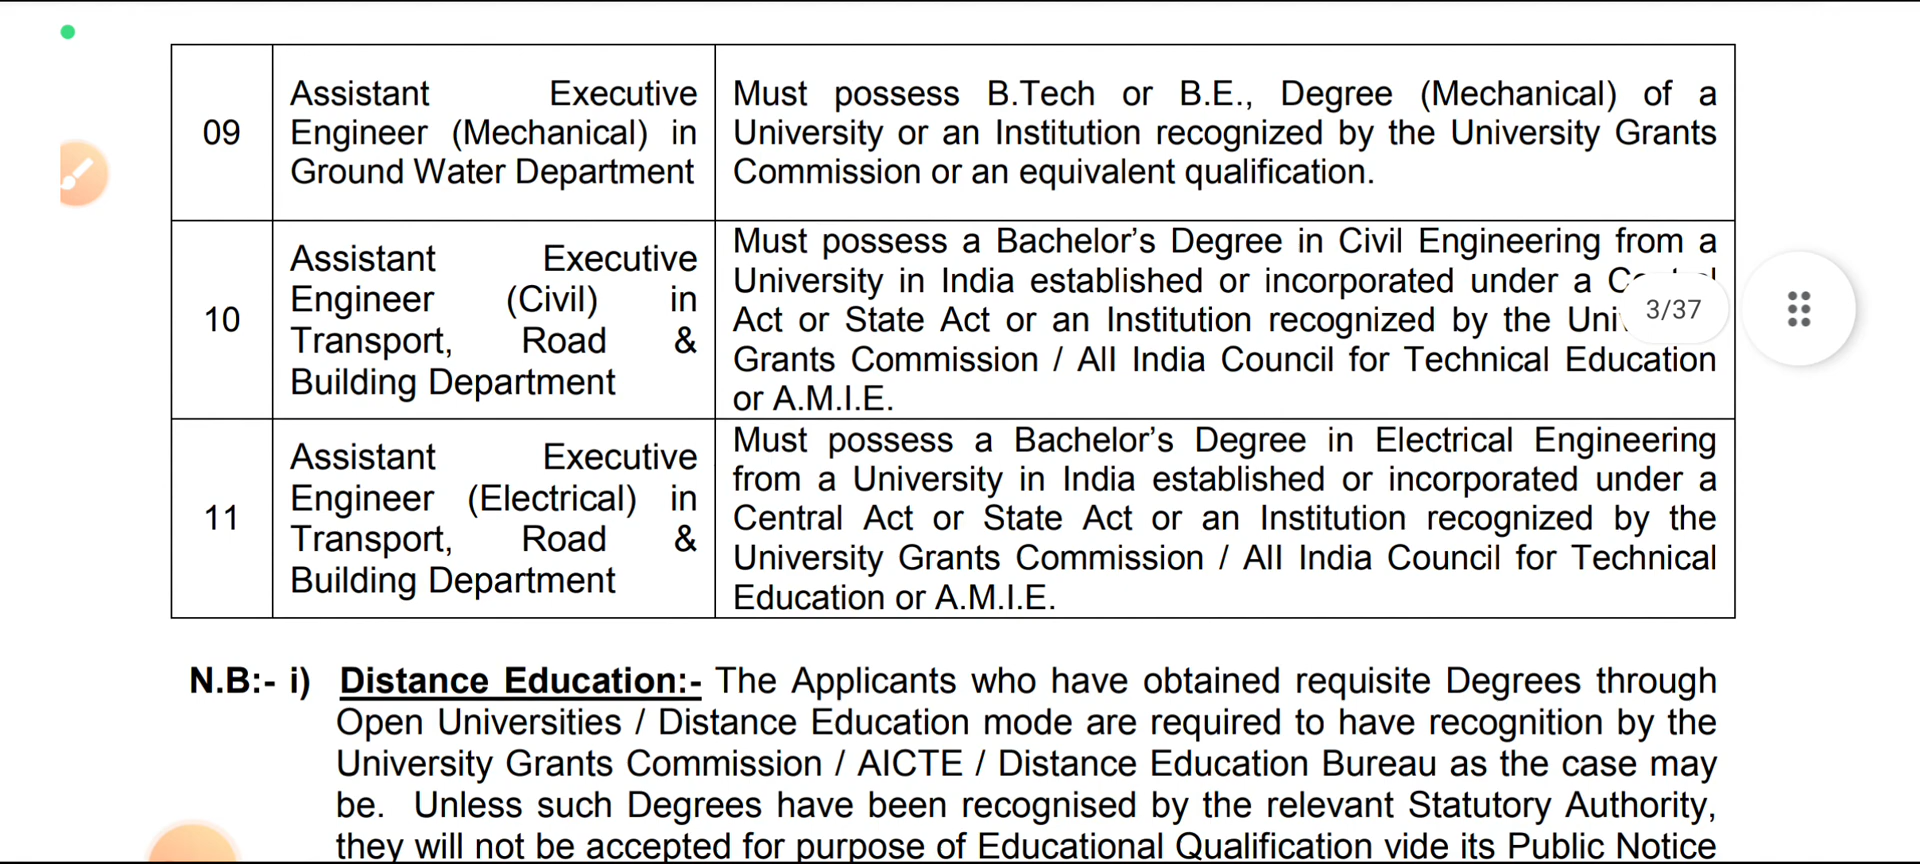 09
Assistant Executive
Engineer (Mechanical) in
Ground Water Department
Must possess B.Tech or B.E., Degree (Mechanical) of a
University or an Institution recognized by the University Grants
Commission or an equivalent qualification.
10
Assistant Executive
Engineer (Civil) in
Transport, Road &
Building Department
Must possess a Bachelor's Degree in Civil Engineering from a
University in India established or incorporated under a
Act or State Act or an Institution recognized by the
Grants Commission / All India Council for Technical Education
or A.M.I.E.
3/37
11
Assistant Executive
Engineer (Electrical) in
Transport, Road &
Building Department
Must possess a Bachelor's Degree in Electrical Engineering
from a University in India established or incorporated under a
Central Act or State Act or an Institution recognized by the
University Grants Commission / All India Council for Technical
Education or A.M.I.E.
N.B:- i) Distance Education:- The Applicants who have obtained requisite Degrees through
Open Universities / Distance Education mode are required to have recognition by the
University Grants Commission / AICTE / Distance Education Bureau as the case may
be. Unless such Degrees have been recognised by the relevant Statutory Authority,
they will not be accepted for purpose of Educational Qualification vide its Public Notice